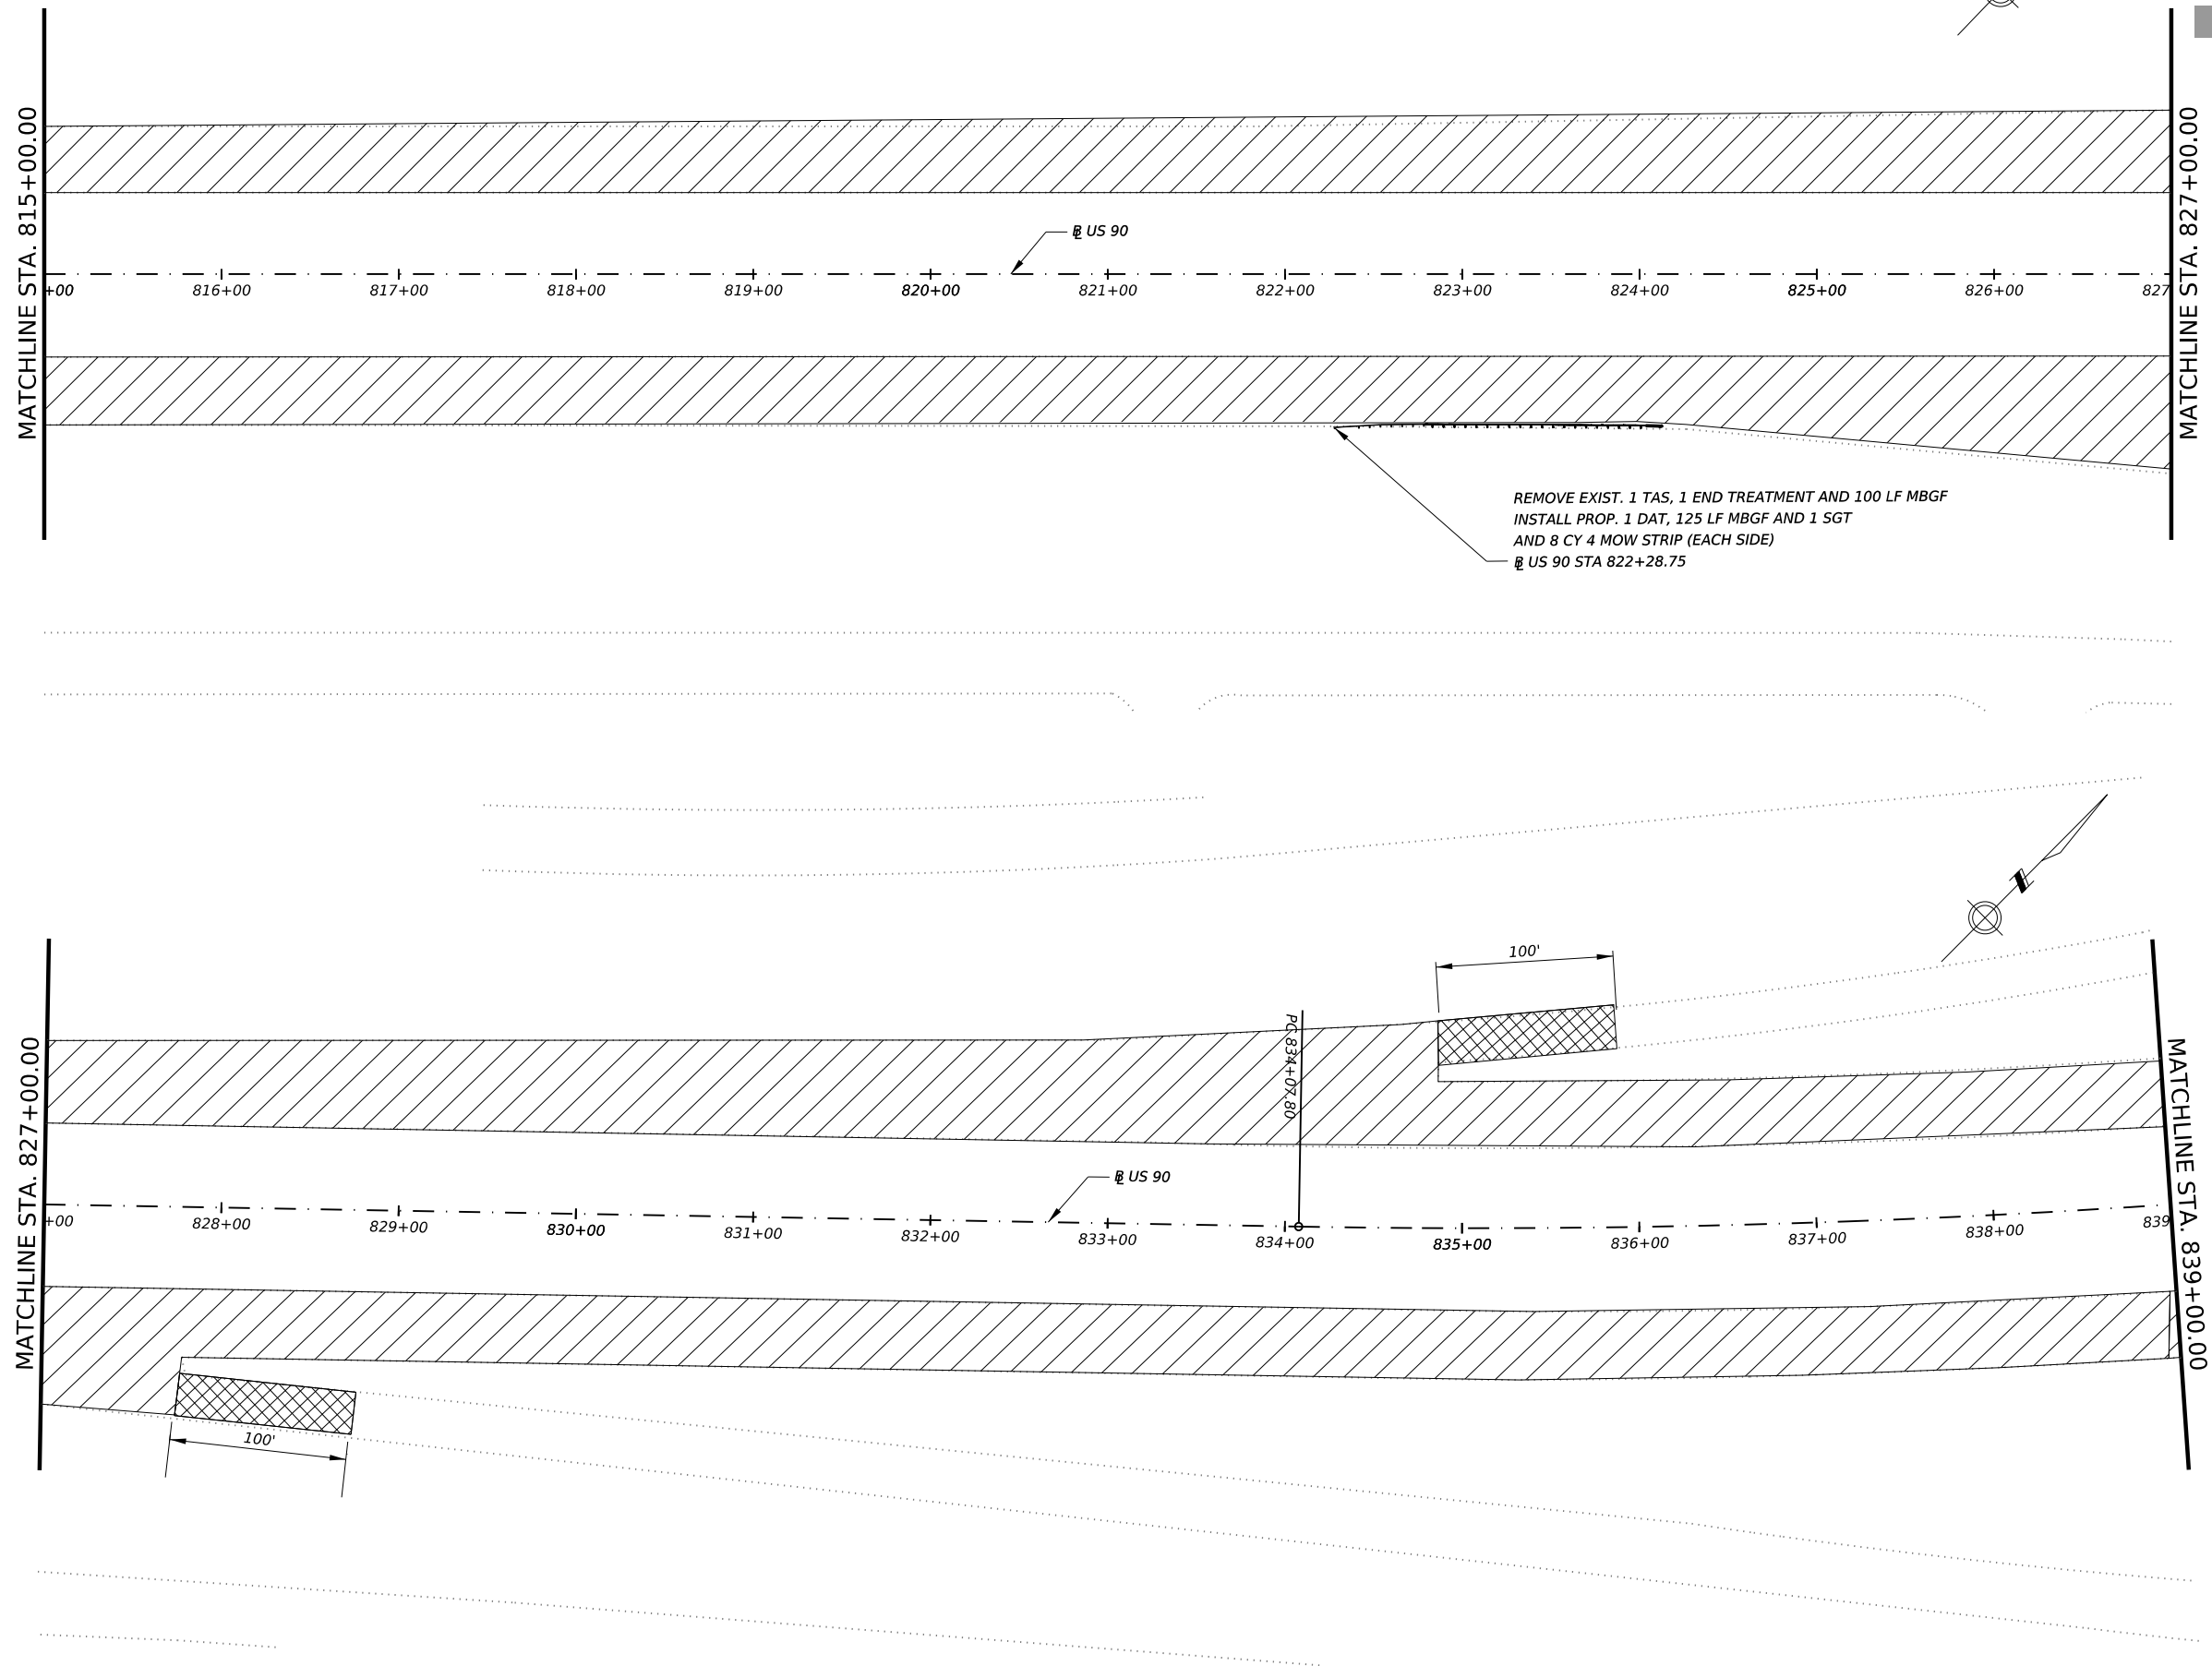 MATCHLINE STA. 815+00.00
MATCHLINE STA. 827+00.00
℄ US 90
+00 816+00 817+00 818+00 819+00 820+00 821+00 822+00 823+00 824+00 825+00 826+00 827
REMOVE EXIST. 1 TAS, 1 END TREATMENT AND 100 LF MBGF
INSTALL PROP. 1 DAT, 125 LF MBGF AND 1 SGT
AND 8 CY 4 MOW STRIP (EACH SIDE)
℄ US 90 STA 822+28.75
N
100'
MATCHLINE STA. 827+00.00
PC 834+07.80
MATCHLINE STA. 839+00.00
℄ US 90
+00 828+00 829+00 830+00 831+00 832+00 833+00 834+00 835+00 836+00 837+00 838+00 839
100'